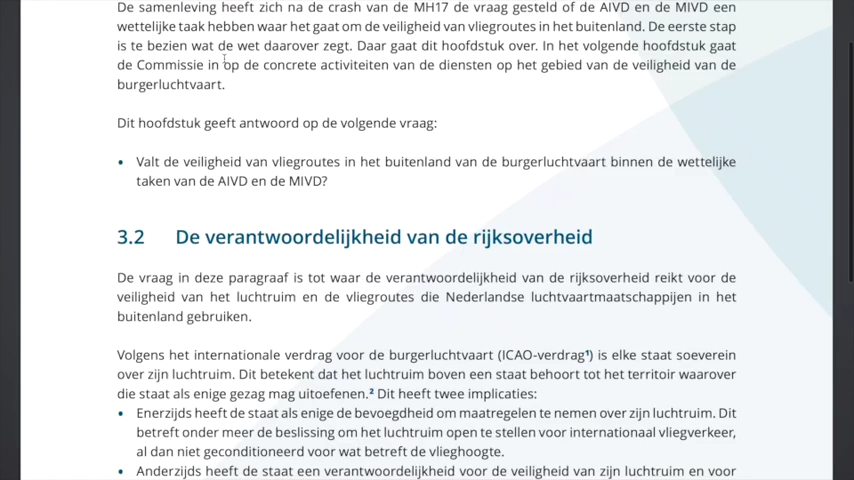 De samenleving heeft zich na de crash van de MH17 de vraag gesteld of de AIVD en de MIVD een
wettelijke taak hebben waar het gaat om de veiligheid van vliegroutes in het buitenland. De eerste stap
is te bezien wat de wet daarover zegt. Daar gaat dit hoofdstuk over. In het volgende hoofdstuk gaat
de Commissie in op de concrete activiteiten van de diensten op het gebied van de veiligheid van de
burgerluchtvaart.
Dit hoofdstuk geeft antwoord op de volgende vraag:
• Valt de veiligheid van vliegroutes in het buitenland van de burgerluchtvaart binnen de wettelijke
taken van de AIVD en de MIVD?
3.2 De verantwoordelijkheid van de rijksoverheid
De vraag in deze paragraaf is tot waar de verantwoordelijkheid van de rijksoverheid reikt voor de
veiligheid van het luchtruim en de vliegroutes die Nederlandse luchtvaartmaatschappijen in het
buitenland gebruiken.
Volgens het internationale verdrag voor de burgerluchtvaart (ICAO-verdrag¹) is elke staat soeverein
over zijn luchtruim. Dit betekent dat het luchtruim boven een staat behoort tot het territoir waarover
die staat als enige gezag mag uitoefenen.² Dit heeft twee implicaties:
• Enerzijds heeft de staat als enige de bevoegdheid om maatregelen te nemen over zijn luchtruim. Dit
betreft onder meer de beslissing om het luchtruim open te stellen voor internationaal vliegverkeer,
al dan niet geconditioneerd voor wat betreft de vlieghoogte.
• Anderzijds heeft de staat een verantwoordelijkheid voor de veiligheid van zijn luchtruim en voor